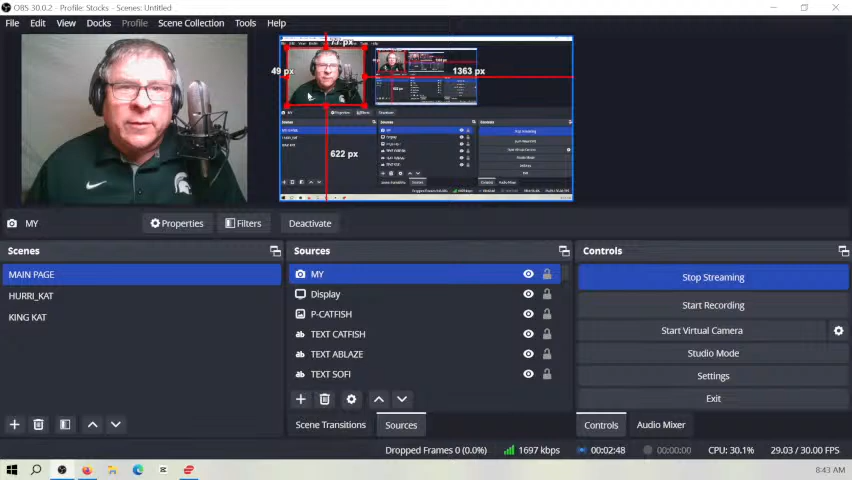 OBS 30.0.2 - Profile: Stocks - Scenes: Untitled
File Edit View Docks Profile Scene Collection Tools Help
77 px
49 px
1363 px
622 px
MY Properties Filters Deactivate
Scenes Sources Controls
MAIN PAGE
HURRI_KAT
KING KAT
MY
Display
P-CATFISH
TEXT CATFISH
TEXT ABLAZE
TEXT SOFI
Stop Streaming
Start Recording
Start Virtual Camera
Studio Mode
Settings
Exit
Scene Transitions Sources Controls Audio Mixer
Dropped Frames 0 (0.0%) 1697 kbps 00:02:48 00:00:00 CPU: 30.1% 29.03 / 30.00 FPS
8:43 AM